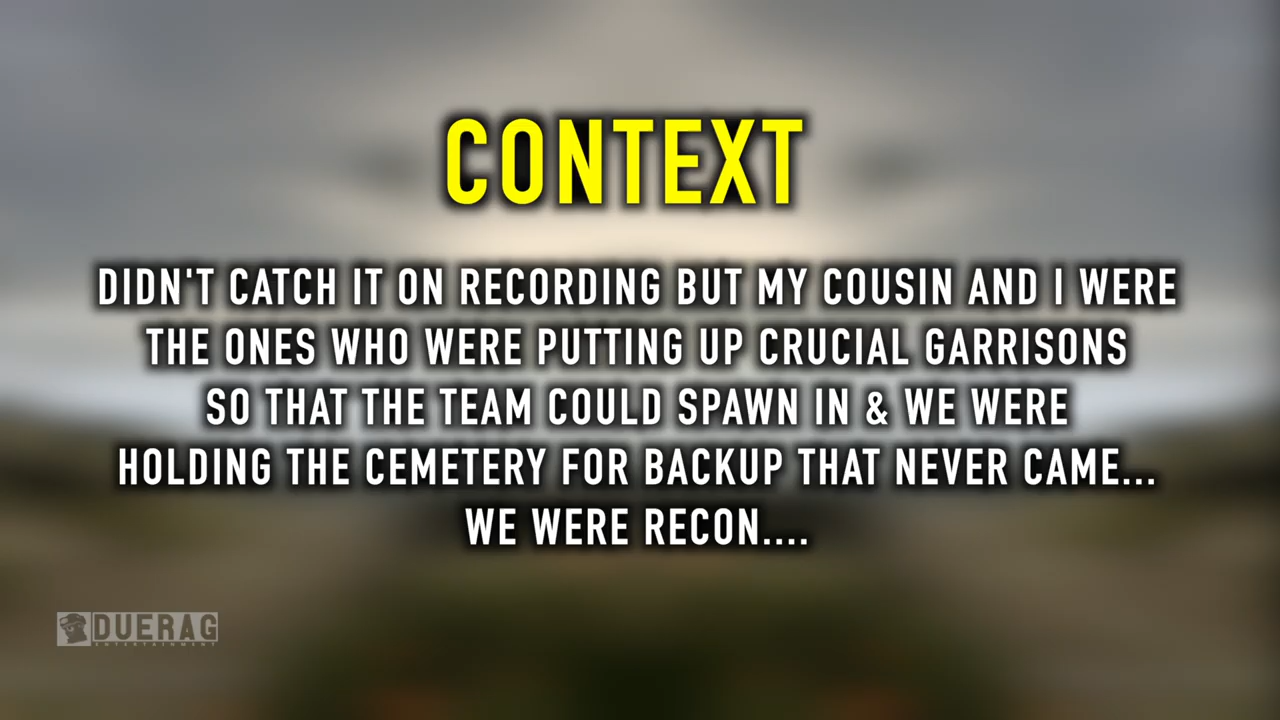 CONTEXT
DIDN'T CATCH IT ON RECORDING BUT MY COUSIN AND I WERE
THE ONES WHO WERE PUTTING UP CRUCIAL GARRISONS
SO THAT THE TEAM COULD SPAWN IN & WE WERE
HOLDING THE CEMETERY FOR BACKUP THAT NEVER CAME...
WE WERE RECON....
DUERAG
ENTERTAINMENT